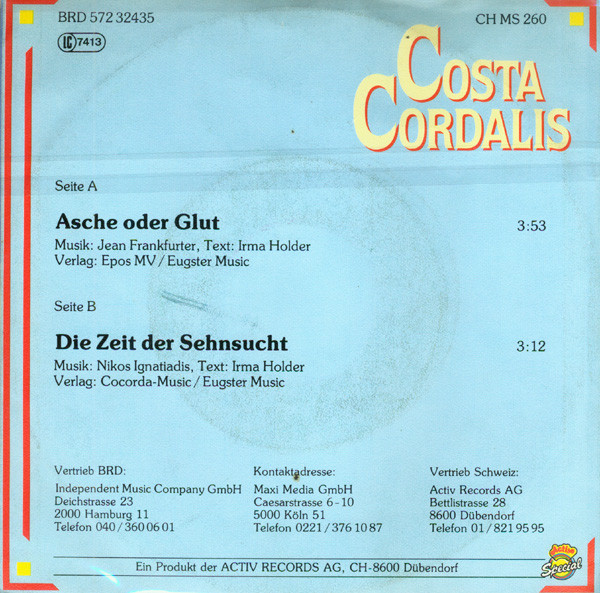 BRD 572 32435
CH MS 260
LC 7413
COSTA
CORDALIS
Seite A
Asche oder Glut 3:53
Musik: Jean Frankfurter, Text: Irma Holder
Verlag: Epos MV / Eugster Music
Seite B
Die Zeit der Sehnsucht 3:12
Musik: Nikos Ignatiadis, Text: Irma Holder
Verlag: Cocorda-Music / Eugster Music
Vertrieb BRD:
Independent Music Company GmbH
Deichstrasse 23
2000 Hamburg 11
Telefon 040 / 360 06 01
Kontaktadresse:
Maxi Media GmbH
Caesarstrasse 6 - 10
5000 Köln 51
Telefon 0221 / 376 10 87
Vertrieb Schweiz:
Activ Records AG
Bettlistrasse 28
8600 Dübendorf
Telefon 01 / 821 95 95
Ein Produkt der ACTIV RECORDS AG, CH-8600 Dübendorf
Activ
Special